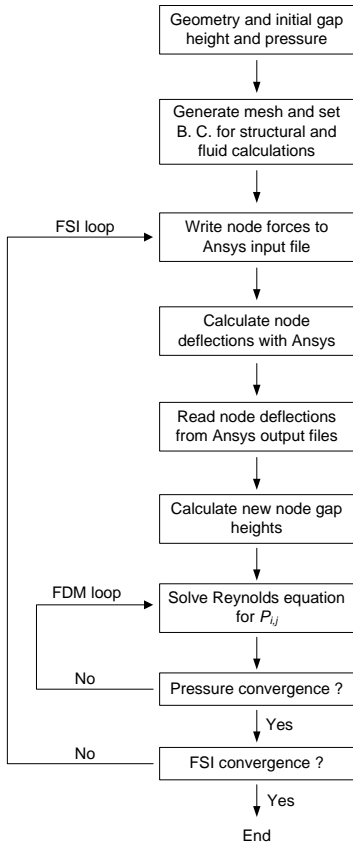 Geometry and initial gap
height and pressure
Generate mesh and set
B. C. for structural and
fluid calculations
FSI loop
Write node forces to
Ansys input file
Calculate node
deflections with Ansys
Read node deflections
from Ansys output files
Calculate new node gap
heights
FDM loop
Solve Reynolds equation
for P_{i,j}
No
Pressure convergence ?
Yes
No
FSI convergence ?
Yes
End